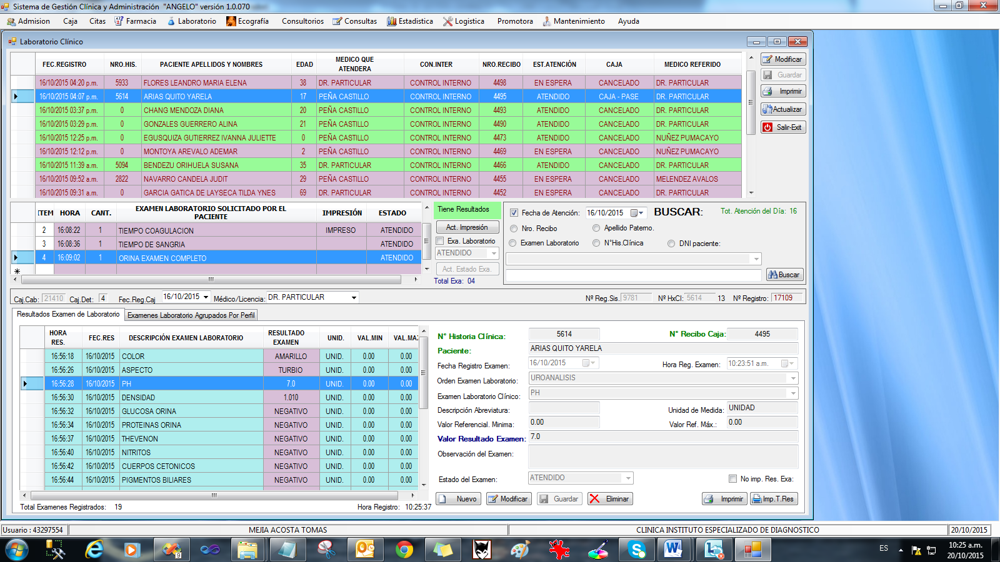 Sistema de Gestión Clínica y Administración "ANGELO" versión 1.0.070
Admision Caja Citas Farmacia Laboratorio Ecografía Consultorios Consultas Estadistica Logistica Promotora Mantenimiento Ayuda
Laboratorio Clínico
FEC.REGISTRO NRO.HIS. PACIENTE APELLIDOS Y NOMBRES EDAD MEDICO QUE ATENDERA CON.INTER NRO.RECIBO EST.ATENCIÓN CAJA MEDICO REFERIDO
16/10/2015 04:20 p.m. 5933 FLORES LEANDRO MARIA ELENA 38 DR. PARTICULAR CONTROL INTERNO 4498 EN ESPERA CANCELADO DR. PARTICULAR
16/10/2015 04:07 p.m. 5614 ARIAS QUITO YARELA 17 PEÑA CASTILLO CONTROL INTERNO 4495 ATENDIDO CAJA - PASE DR. PARTICULAR
16/10/2015 03:37 p.m. 0 CHANG MENDOZA DIANA 20 PEÑA CASTILLO CONTROL INTERNO 4493 ATENDIDO CANCELADO DR. PARTICULAR
16/10/2015 03:29 p.m. 0 GONZALES GUERRERO ALINA 21 PEÑA CASTILLO CONTROL INTERNO 4490 ATENDIDO CANCELADO DR. PARTICULAR
16/10/2015 12:25 p.m. 0 EGUSQUIZA GUTIERREZ IVANNA JULIETTE 0 PEÑA CASTILLO CONTROL INTERNO 4473 ATENDIDO CANCELADO NUÑEZ PUMACAYO
16/10/2015 12:12 p.m. 0 MONTOYA AREVALO ADEMAR 2 PEÑA CASTILLO CONTROL INTERNO 4469 EN ESPERA CANCELADO NUÑEZ PUMACAYO
16/10/2015 11:39 a.m. 5094 BENDEZU ORIHUELA SUSANA 35 DR. PARTICULAR CONTROL INTERNO 4466 ATENDIDO CANCELADO DR. PARTICULAR
16/10/2015 09:52 a.m. 2822 NAVARRO CANDELA JUDIT 29 PEÑA CASTILLO CONTROL INTERNO 4455 EN ESPERA CANCELADO MELENDEZ AVALOS
16/10/2015 09:31 a.m. 0 GARCIA GATICA DE LAYSECA TILDA YNES 69 DR. PARTICULAR CONTROL INTERNO 4452 EN ESPERA CANCELADO DR. PARTICULAR
Modificar
Guardar
Imprimir
Actualizar
Salir-Exit
ITEM HORA CANT. EXAMEN LABORATORIO SOLICITADO POR EL PACIENTE IMPRESIÓN ESTADO
2 16:08:22 1 TIEMPO COAGULACION IMPRESO ATENDIDO
3 16:08:36 1 TIEMPO DE SANGRIA ATENDIDO
4 16:09:02 1 ORINA EXAMEN COMPLETO ATENDIDO
Tiene Resultados
Act. Impresión
Exa. Laboratorio
ATENDIDO
Act. Estado Exa.
Total Exa: 04
Fecha de Atención: 16/10/2015 BUSCAR: Tot. Atención del Día: 16
Nro. Recibo Apellido Paterno.
Examen Laboratorio N°His.Clínica DNI paciente:
Buscar
Caj.Cab: 21410 Caj.Det: 4 Fec.Reg.Caj 16/10/2015 Médico/Licencia: DR. PARTICULAR Nº Reg.Sis. 9781 Nº HxCl: 5614 13 Nº Registro: 17109
Resultados Examen de Laboratorio Examenes Laboratorio Agrupados Por Perfil
HORA RES. FEC.RES DESCRIPCIÓN EXAMEN LABORATORIO RESULTADO EXAMEN UNID. VAL.MIN VAL.MAX
16:56:18 16/10/2015 COLOR AMARILLO UNID. 0.00 0.00
16:56:26 16/10/2015 ASPECTO TURBIO UNID. 0.00 0.00
16:56:28 16/10/2015 PH 7.0 UNID. 0.00 0.00
16:56:30 16/10/2015 DENSIDAD 1.010 UNID. 0.00 0.00
16:56:32 16/10/2015 GLUCOSA ORINA NEGATIVO UNID. 0.00 0.00
16:56:34 16/10/2015 PROTEINAS ORINA NEGATIVO UNID. 0.00 0.00
16:56:37 16/10/2015 THEVENON NEGATIVO UNID. 0.00 0.00
16:56:40 16/10/2015 NITRITOS NEGATIVO UNID. 0.00 0.00
16:56:42 16/10/2015 CUERPOS CETONICOS NEGATIVO UNID. 0.00 0.00
16:56:44 16/10/2015 PIGMENTOS BILIARES NEGATIVO UNID. 0.00 0.00
Total Examenes Registrados: 19 Hora Registro: 10:25:37
N° Historia Clínica: 5614 N° Recibo Caja: 4495
Paciente: ARIAS QUITO YARELA
Fecha Registro Examen: 16/10/2015 Hora Reg. Examen: 10:23:51 a.m.
Orden Examen Laboratorio: UROANALISIS
Examen Laboratorio Clínico: PH
Descripción Abreviatura: Unidad de Medida: UNIDAD
Valor Referencial. Minima: 0.00 Valor Ref. Máx.: 0.00
Valor Resultado Examen: 7.0
Observación del Examen:
Estado del Examen: ATENDIDO No imp. Res. Exa:
Nuevo Modificar Guardar Eliminar Imprimir Imp.T.Res
Usuario : 43297554 MEJIA ACOSTA TOMAS CLINICA INSTITUTO ESPECIALIZADO DE DIAGNOSTICO 20/10/2015
ES 10:25 a.m.
20/10/2015